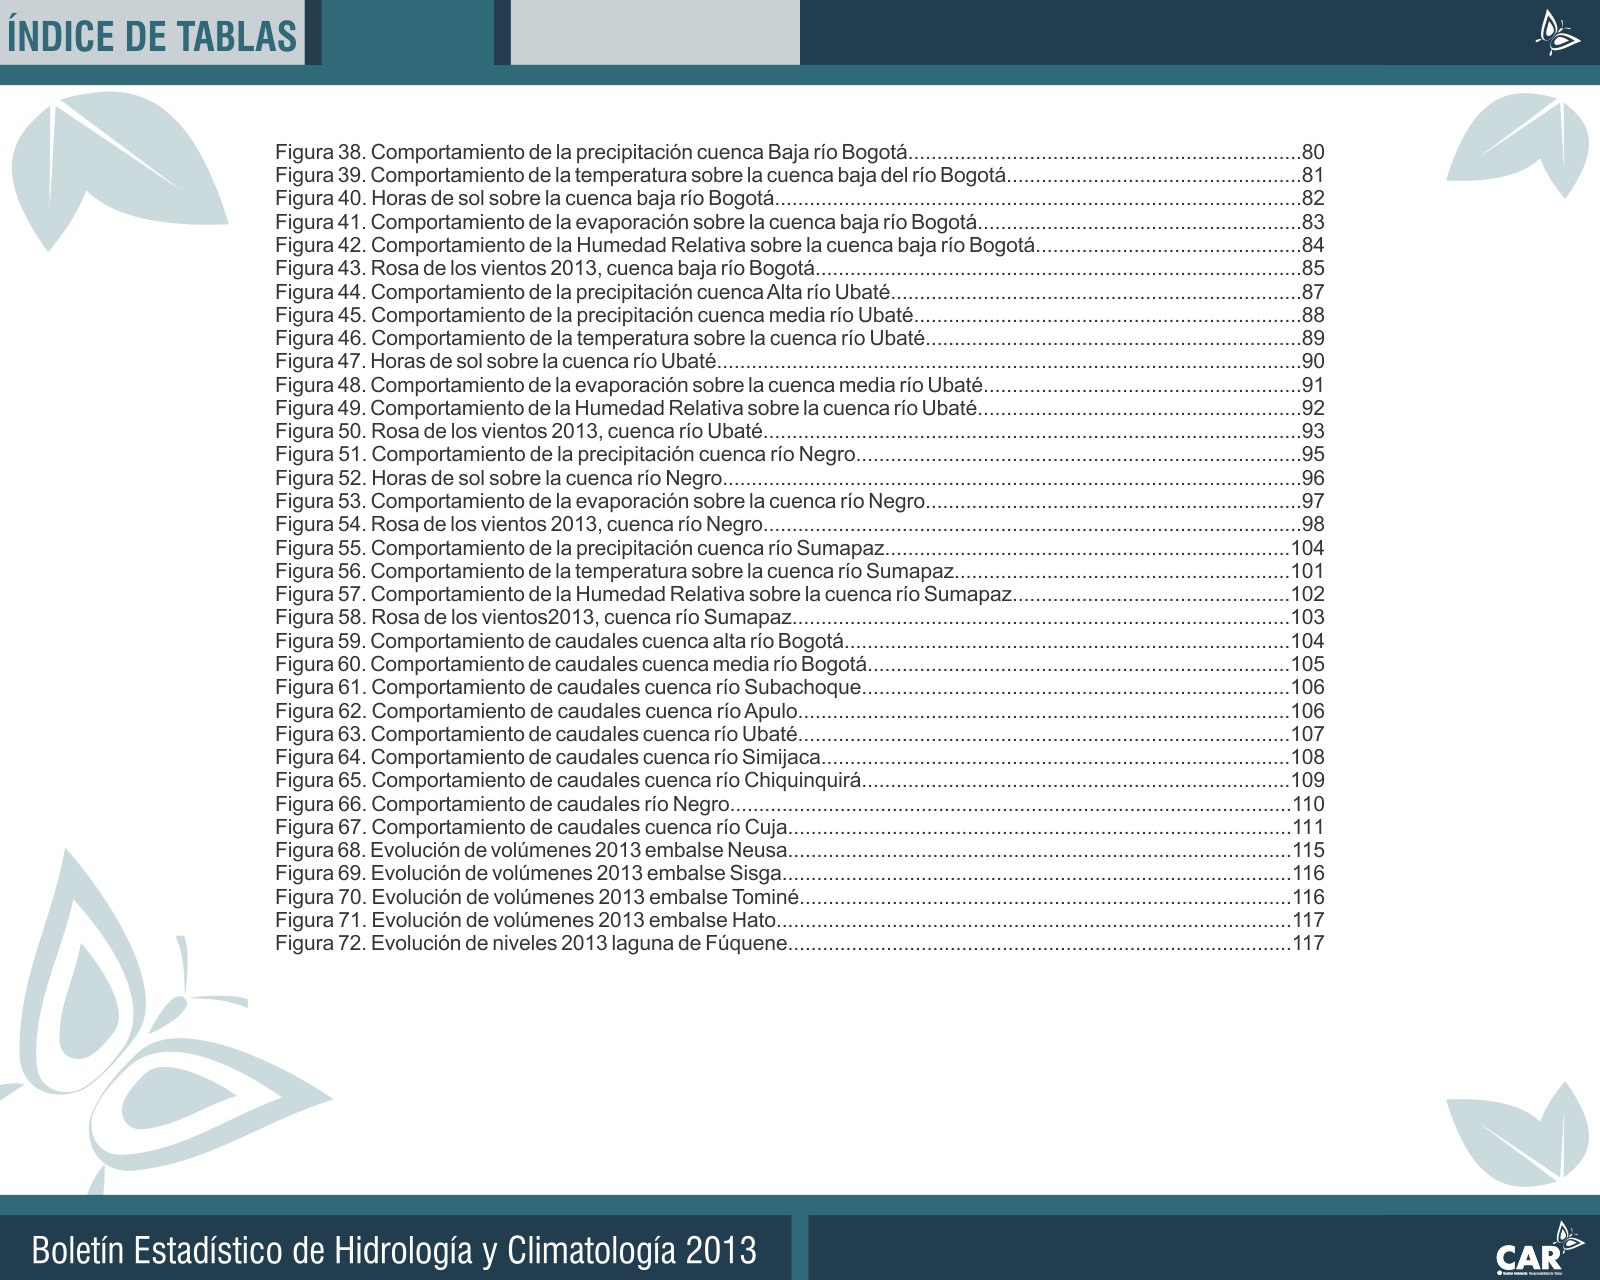 ÍNDICE DE TABLAS
Figura 38. Comportamiento de la precipitación cuenca Baja río Bogotá....................................................................80
Figura 39. Comportamiento de la temperatura sobre la cuenca baja del río Bogotá...................................................81
Figura 40. Horas de sol sobre la cuenca baja río Bogotá...........................................................................................82
Figura 41. Comportamiento de la evaporación sobre la cuenca baja río Bogotá........................................................83
Figura 42. Comportamiento de la Humedad Relativa sobre la cuenca baja río Bogotá..............................................84
Figura 43. Rosa de los vientos 2013, cuenca baja río Bogotá....................................................................................85
Figura 44. Comportamiento de la precipitación cuenca Alta río Ubaté.......................................................................87
Figura 45. Comportamiento de la precipitación cuenca media río Ubaté...................................................................88
Figura 46. Comportamiento de la temperatura sobre la cuenca río Ubaté.................................................................89
Figura 47. Horas de sol sobre la cuenca río Ubaté.....................................................................................................90
Figura 48. Comportamiento de la evaporación sobre la cuenca media río Ubaté.......................................................91
Figura 49. Comportamiento de la Humedad Relativa sobre la cuenca río Ubaté........................................................92
Figura 50. Rosa de los vientos 2013, cuenca río Ubaté.............................................................................................93
Figura 51. Comportamiento de la precipitación cuenca río Negro.............................................................................95
Figura 52. Horas de sol sobre la cuenca río Negro....................................................................................................96
Figura 53. Comportamiento de la evaporación sobre la cuenca río Negro.................................................................97
Figura 54. Rosa de los vientos 2013, cuenca río Negro.............................................................................................98
Figura 55. Comportamiento de la precipitación cuenca río Sumapaz......................................................................104
Figura 56. Comportamiento de la temperatura sobre la cuenca río Sumapaz..........................................................101
Figura 57. Comportamiento de la Humedad Relativa sobre la cuenca río Sumapaz................................................102
Figura 58. Rosa de los vientos2013, cuenca río Sumapaz......................................................................................103
Figura 59. Comportamiento de caudales cuenca alta río Bogotá.............................................................................104
Figura 60. Comportamiento de caudales cuenca media río Bogotá.........................................................................105
Figura 61. Comportamiento de caudales cuenca río Subachoque..........................................................................106
Figura 62. Comportamiento de caudales cuenca río Apulo.....................................................................................106
Figura 63. Comportamiento de caudales cuenca río Ubaté.....................................................................................107
Figura 64. Comportamiento de caudales cuenca río Simijaca.................................................................................108
Figura 65. Comportamiento de caudales cuenca río Chiquinquirá..........................................................................109
Figura 66. Comportamiento de caudales río Negro.................................................................................................110
Figura 67. Comportamiento de caudales cuenca río Cuja.......................................................................................111
Figura 68. Evolución de volúmenes 2013 embalse Neusa.......................................................................................115
Figura 69. Evolución de volúmenes 2013 embalse Sisga........................................................................................116
Figura 70. Evolución de volúmenes 2013 embalse Tominé.....................................................................................116
Figura 71. Evolución de volúmenes 2013 embalse Hato.........................................................................................117
Figura 72. Evolución de niveles 2013 laguna de Fúquene.......................................................................................117
Boletín Estadístico de Hidrología y Climatología 2013
CAR